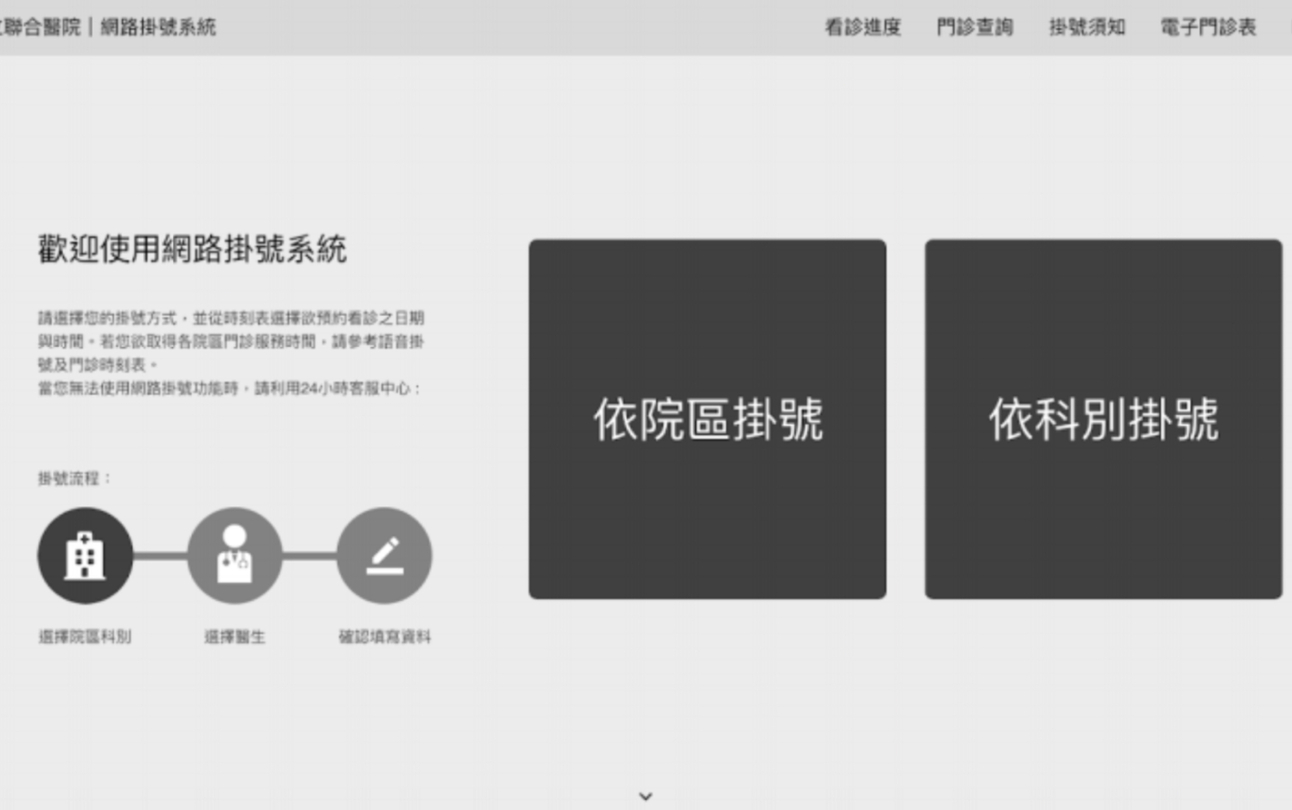 聯合醫院｜網路掛號系統
看診進度 門診查詢 掛號須知 電子門診表
歡迎使用網路掛號系統
請選擇您的掛號方式，並從時刻表選擇欲預約看診之日期
與時間。若您欲取得各院區門診服務時間，請參考語音掛
號及門診時刻表。
當您無法使用網路掛號功能時，請利用24小時客服中心：
依院區掛號
依科別掛號
掛號流程：
選擇院區科別
選擇醫生
確認填寫資料